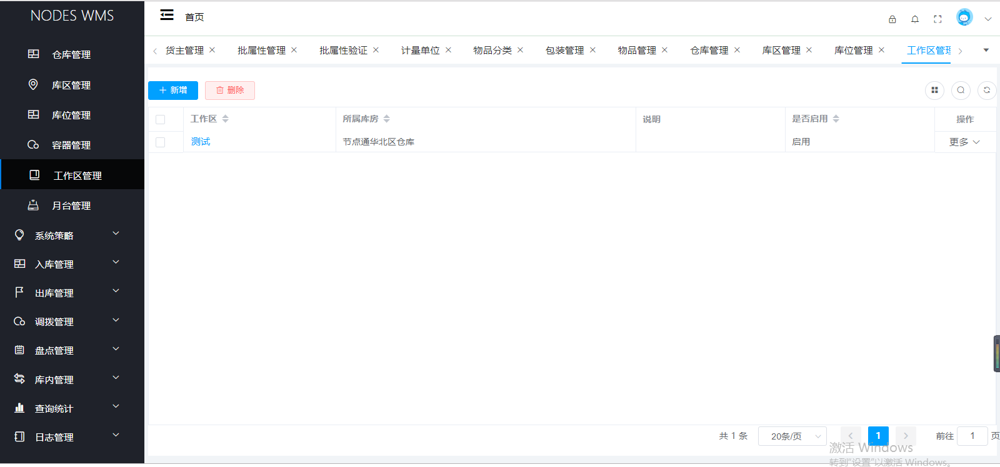 NODES WMS
首页
仓库管理
库区管理
库位管理
容器管理
工作区管理
月台管理
系统策略
入库管理
出库管理
调拨管理
盘点管理
库内管理
查询统计
日志管理
货主管理 批属性管理 批属性验证 计量单位 物品分类 包装管理 物品管理 仓库管理 库区管理 库位管理 工作区管理
新增 删除
工作区 所属库房 说明 是否启用 操作
测试 节点通华北区仓库 启用 更多
共 1 条 20条/页 1 前往 1 页
激活 Windows
转到"设置"以激活 Windows。